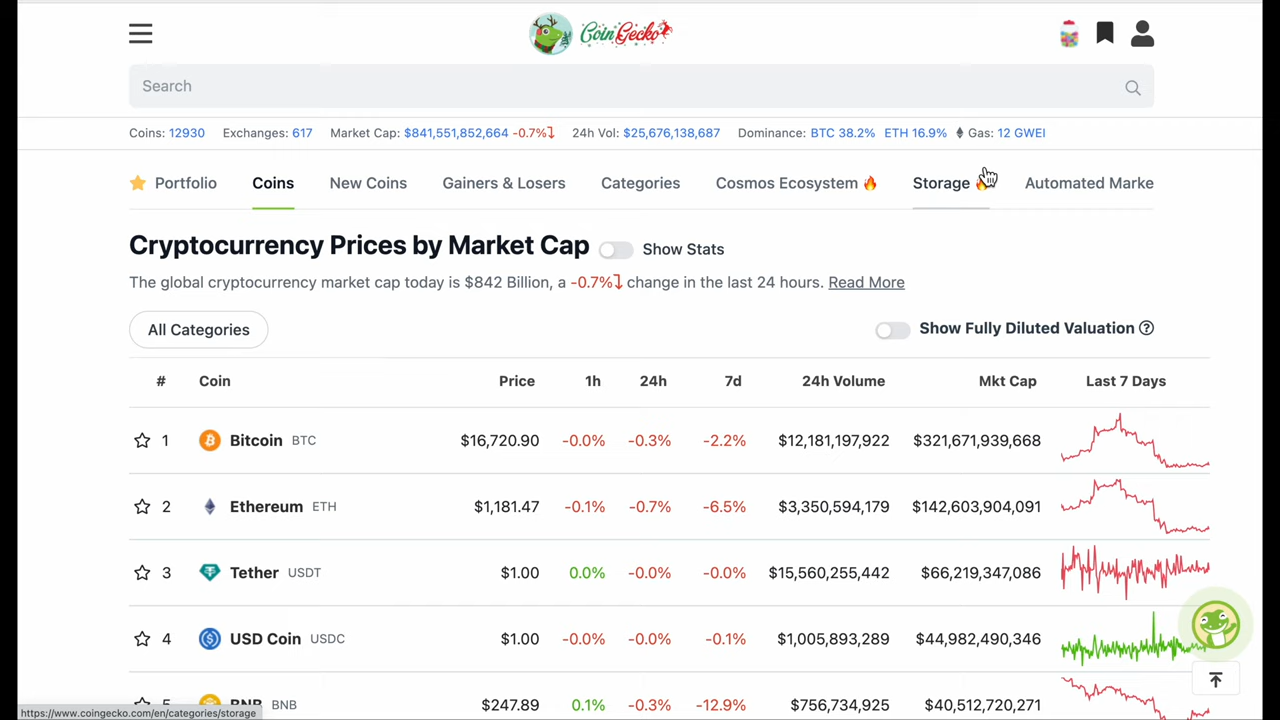 CoinGecko
Search
Coins: 12930 Exchanges: 617 Market Cap: $841,551,852,664 -0.7% 24h Vol: $25,676,138,687 Dominance: BTC 38.2% ETH 16.9% Gas: 12 GWEI
Portfolio Coins New Coins Gainers & Losers Categories Cosmos Ecosystem Storage Automated Marke
Cryptocurrency Prices by Market Cap Show Stats
The global cryptocurrency market cap today is $842 Billion, a -0.7% change in the last 24 hours. Read More
All Categories Show Fully Diluted Valuation ?
# Coin Price 1h 24h 7d 24h Volume Mkt Cap Last 7 Days
1 Bitcoin BTC $16,720.90 -0.0% -0.3% -2.2% $12,181,197,922 $321,671,939,668
2 Ethereum ETH $1,181.47 -0.1% -0.7% -6.5% $3,350,594,179 $142,603,904,091
3 Tether USDT $1.00 0.0% -0.0% -0.0% $15,560,255,442 $66,219,347,086
4 USD Coin USDC $1.00 -0.0% -0.0% -0.1% $1,005,893,289 $44,982,490,346
5 BNB BNB $247.89 0.1% -0.3% -12.9% $756,734,925 $40,512,720,271
https://www.coingecko.com/en/categories/storage